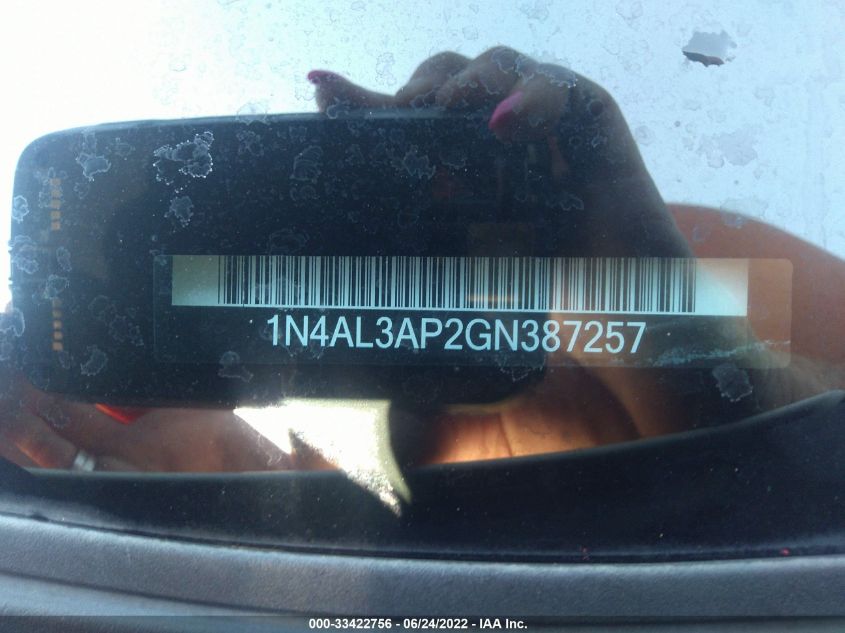 1N4AL3AP2GN387257
000-33422756 - 06/24/2022 - IAA Inc.